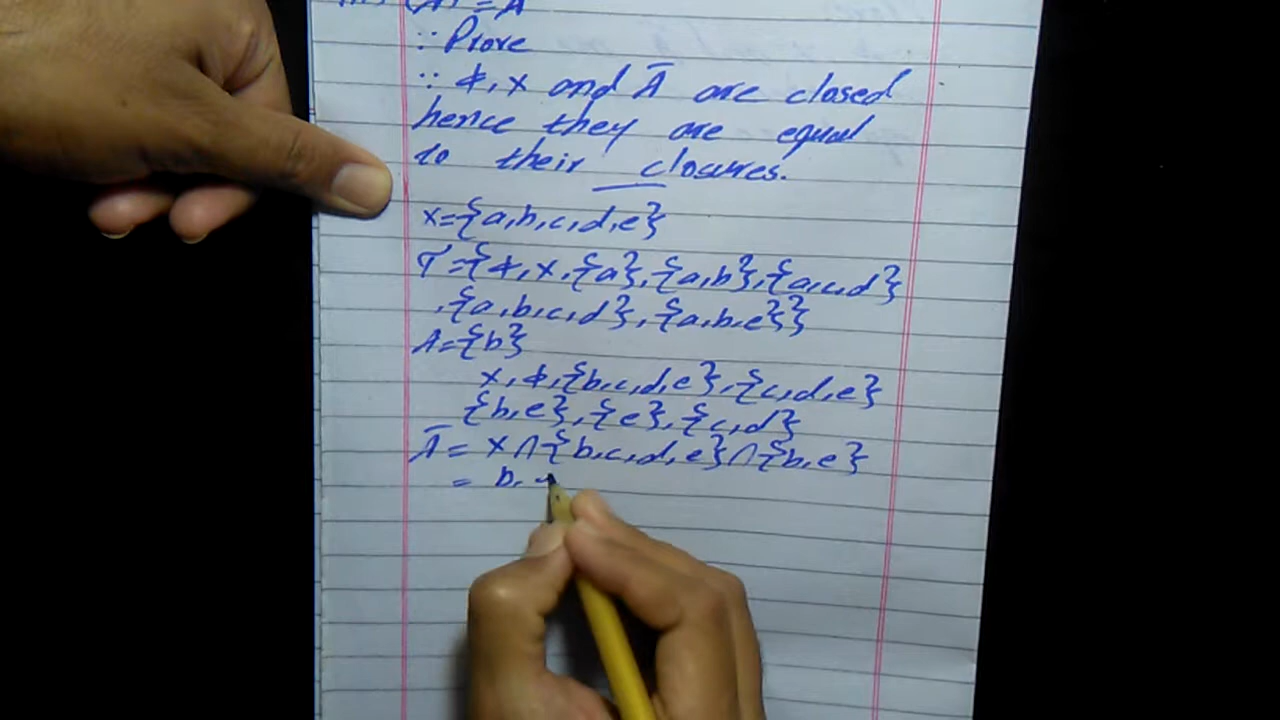 = A
∵ Prove
∵ ϕ, X and Ā are closed
hence they are equal
to their closures.
X={a,b,c,d,e}
τ={ϕ,X,{a},{a,b},{a,c,d}
,{a,b,c,d},{a,b,e}}
A={b}
X,ϕ,{b,c,d,e},{c,d,e}
{b,e},{e},{c,d}
Ā= X∩{b,c,d,e}∩{b,e}
= b,